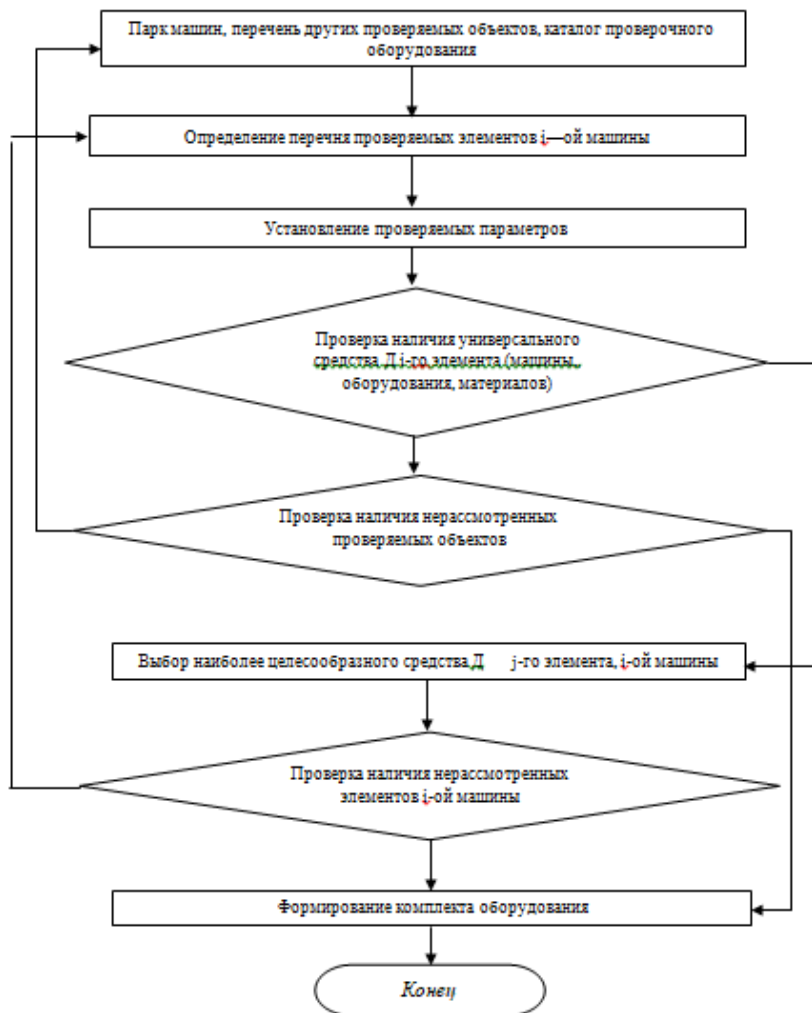 Парк машин, перечень других проверяемых объектов, каталог проверочного
оборудования
Определение перечня проверяемых элементов i—ой машины
Установление проверяемых параметров
Проверка наличия универсального
средства Д i-го элемента (машины,
оборудования, материалов)
Проверка наличия нерассмотренных
проверяемых объектов
Выбор наиболее целесообразного средства Д j-го элемента, i-ой машины
Проверка наличия нерассмотренных
элементов i-ой машины
Формирование комплекта оборудования
Конец